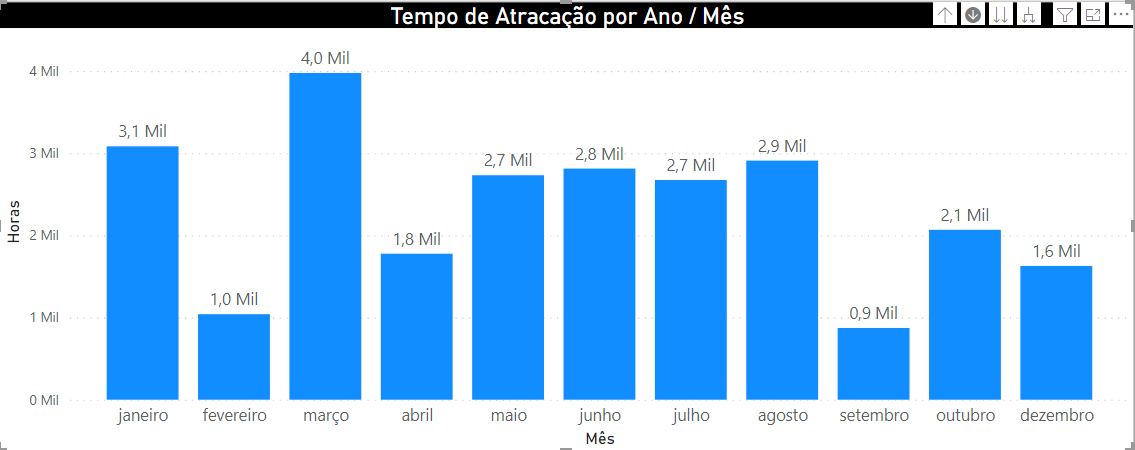 Tempo de Atracação por Ano / Mês
4,0 Mil
4 Mil
3,1 Mil
2,9 Mil
2,8 Mil
3 Mil
2,7 Mil
2,7 Mil
2,1 Mil
1,8 Mil
2 Mil
1,6 Mil
1,0 Mil
0,9 Mil
1 Mil
0 Mil
Horas
janeiro fevereiro março abril maio junho julho agosto setembro outubro dezembro
Mês